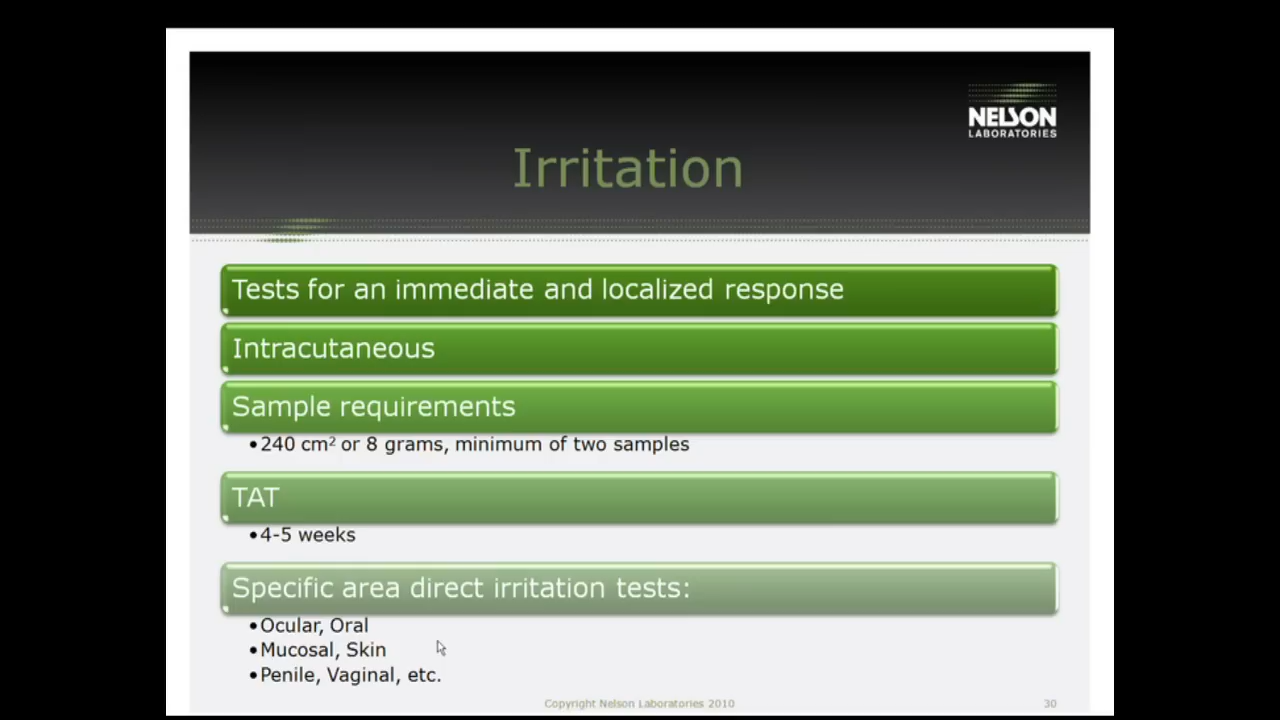 NELSON
LABORATORIES
Irritation
Tests for an immediate and localized response
Intracutaneous
Sample requirements
•240 cm² or 8 grams, minimum of two samples
TAT
•4-5 weeks
Specific area direct irritation tests:
•Ocular, Oral
•Mucosal, Skin
•Penile, Vaginal, etc.
Copyright Nelson Laboratories 2010
30